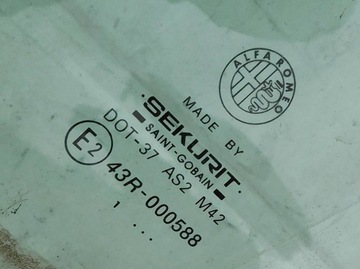 ALFA ROMEO
MADE BY
·SEKURIT·
SAINT-GOBAIN
DOT-37 AS2 M42
E2 43R-000588
1 ...